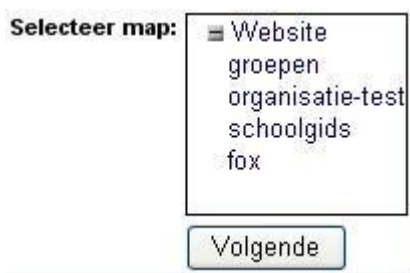 Selecteer map:
Website
groepen
organisatie-test
schoolgids
fox
Volgende